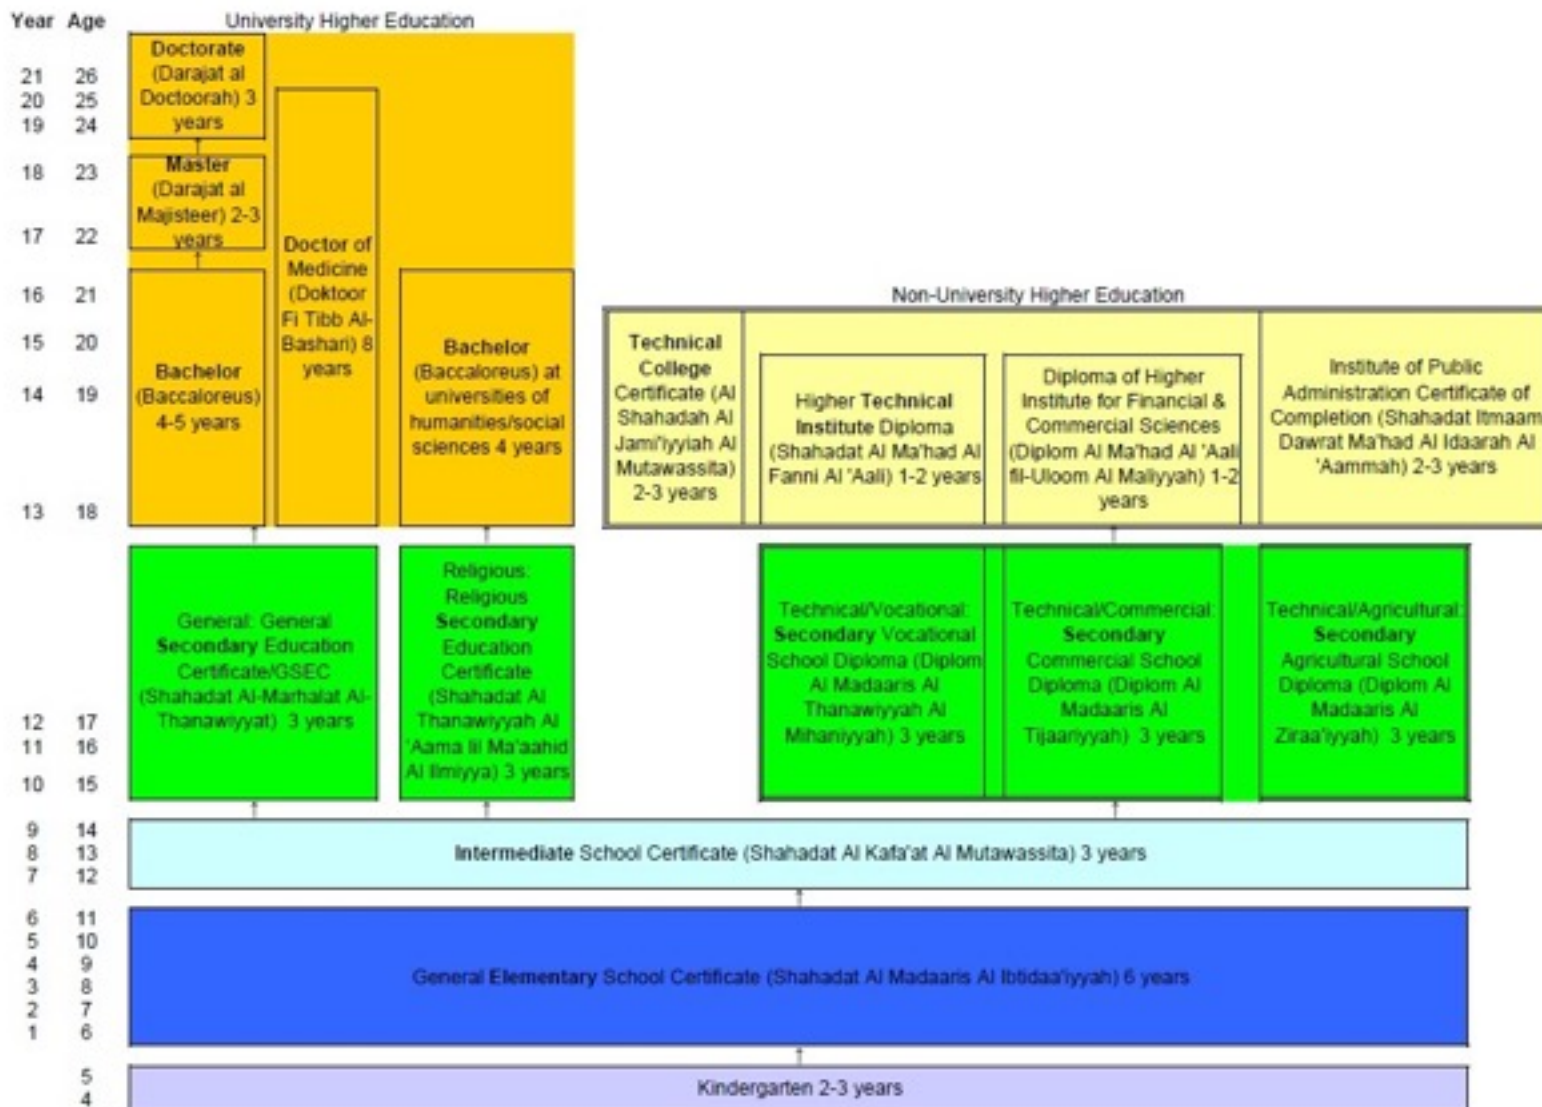 Year Age
University Higher Education
21 26
20 25
19 24
18 23
17 22
16 21
15 20
14 19
13 18
12 17
11 16
10 15
9 14
8 13
7 12
6 11
5 10
4 9
3 8
2 7
1 6
5
4
Doctorate
(Darajat al
Doctoorah) 3
years
Master
(Darajat al
Majisteer) 2-3
years
Bachelor
(Baccaloreus)
4-5 years
Doctor of
Medicine
(Doktoor
Fi Tibb Al-
Bashari) 8
years
Bachelor
(Baccaloreus) at
universities of
humanities/social
sciences 4 years
Non-University Higher Education
Technical
College
Certificate (Al
Shahadah Al
Jami'iyyiah Al
Mutawassita)
2-3 years
Higher Technical
Institute Diploma
(Shahadat Al Ma'had Al
Fanni Al 'Aali) 1-2 years
Diploma of Higher
Institute for Financial &
Commercial Sciences
(Diplom Al Ma'had Al 'Aali
fil-Uloom Al Maliyyah) 1-2
years
Institute of Public
Administration Certificate of
Completion (Shahadat Itmaam
Dawrat Ma'had Al Idaarah Al
'Aammah) 2-3 years
General: General
Secondary Education
Certificate/GSEC
(Shahadat Al-Marhalat Al-
Thanawiyyat) 3 years
Religious:
Religious
Secondary
Education
Certificate
(Shahadat Al
Thanawiyyah Al
'Aama lil Ma'aahid
Al Ilmiyya) 3 years
Technical/Vocational:
Secondary Vocational
School Diploma (Diplom
Al Madaaris Al
Thanawiyyah Al
Mihaniyyah) 3 years
Technical/Commercial:
Secondary
Commercial School
Diploma (Diplom Al
Madaaris Al
Tijaariyyah) 3 years
Technical/Agricultural:
Secondary
Agricultural School
Diploma (Diplom Al
Madaaris Al
Ziraa'iyyah) 3 years
Intermediate School Certificate (Shahadat Al Kafa'at Al Mutawassita) 3 years
General Elementary School Certificate (Shahadat Al Madaaris Al Ibtidaa'iyyah) 6 years
Kindergarten 2-3 years